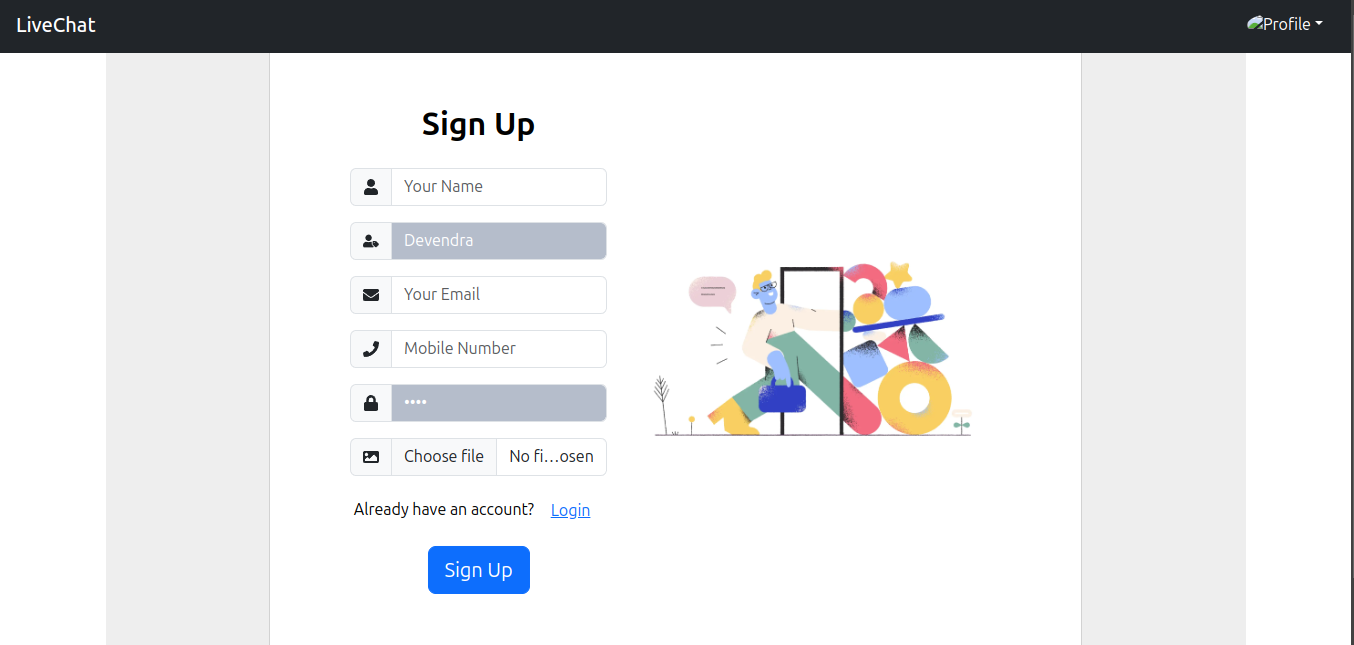 LiveChat
Profile
Sign Up
Your Name
Devendra
Your Email
Mobile Number
••••
Choose file No fi…osen
Already have an account? Login
Sign Up